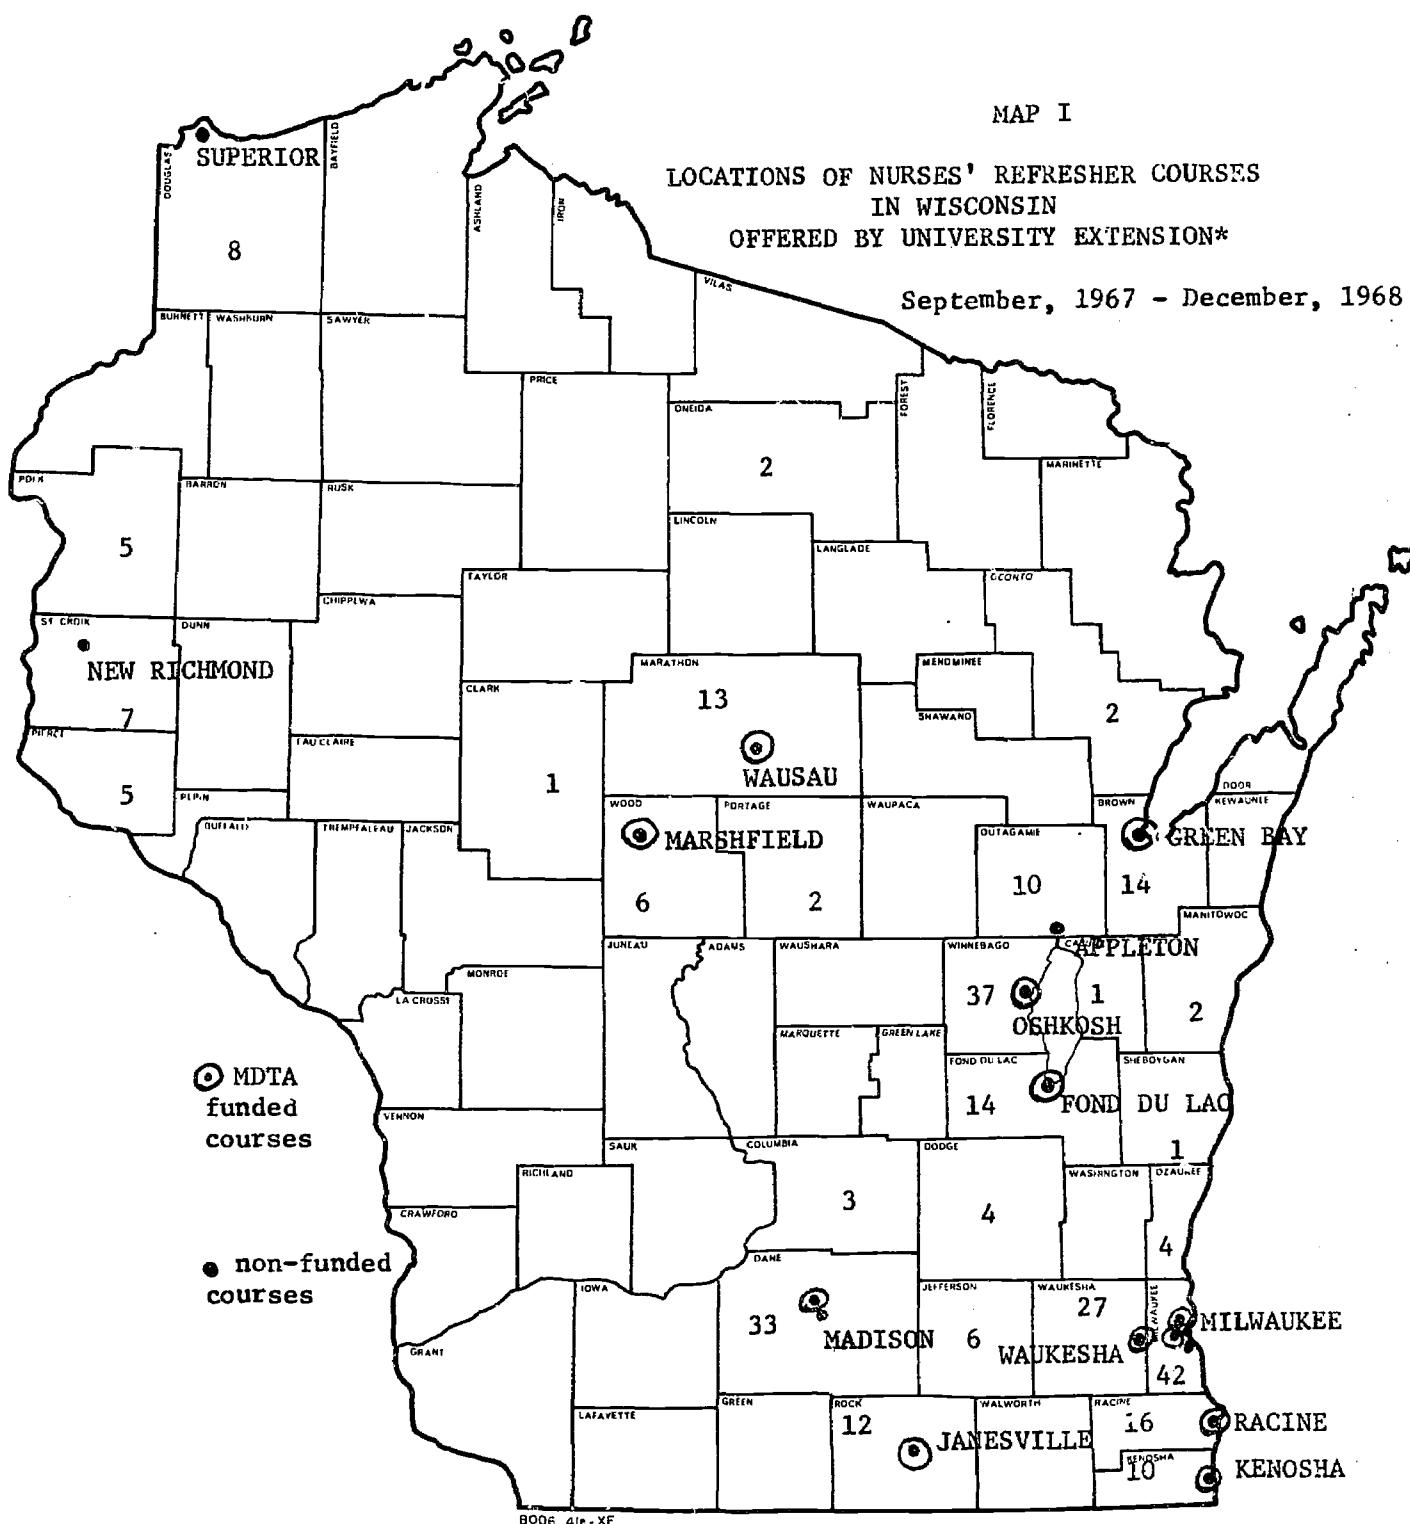 MAP I
LOCATIONS OF NURSES' REFRESHER COURSES
IN WISCONSIN
OFFERED BY UNIVERSITY EXTENSION*
September, 1967 - December, 1968
SUPERIOR
DOUGLAS
BAYFIELD
ASHLAND
IRON
VILAS
8
BURNETT WASHBURN SAWYER
PRICE
ONEIDA
FOREST
FLORENCE
MARINETTE
2
POLK
BARRON
RUSK
LINCOLN
LANGLADE
5
TAYLOR
OCONTO
CHIPPEWA
ST CROIX
DUNN
NEW RICHMOND
MARATHON
MENOMINEE
CLARK
13
SHAWANO
2
7
PIERCE
EAU CLAIRE
WAUSAU
1
5
PEPIN
DOOR
WOOD PORTAGE WAUPACA
BROWN KEWAUNEE
BUFFALO TREMPEALEAU JACKSON
MARSHFIELD
OUTAGAMIE
GREEN BAY
6
2
10
14
MANITOWOC
JUNEAU ADAMS WAUSHARA WINNEBAGO
APPLETON
MONROE
LA CROSSE
37
1
2
OSHKOSH
MARQUETTE GREEN LAKE
FOND DU LAC
SHEBOYGAN
MDTA
funded
courses
14
FOND DU LAC
VERNON
SAUK COLUMBIA DODGE
1
RICHLAND
WASHINGTON OZAUKEE
3
4
CRAWFORD
4
DANE
non-funded
courses
IOWA
JEFFERSON WAUKESHA MILWAUKEE
27
33
MADISON
6
WAUKESHA
MILWAUKEE
GRANT
42
LAFAYETTE
GREEN
ROCK
WALWORTH
RACINE
12
16
RACINE
JANESVILLE
KENOSHA
10
KENOSHA